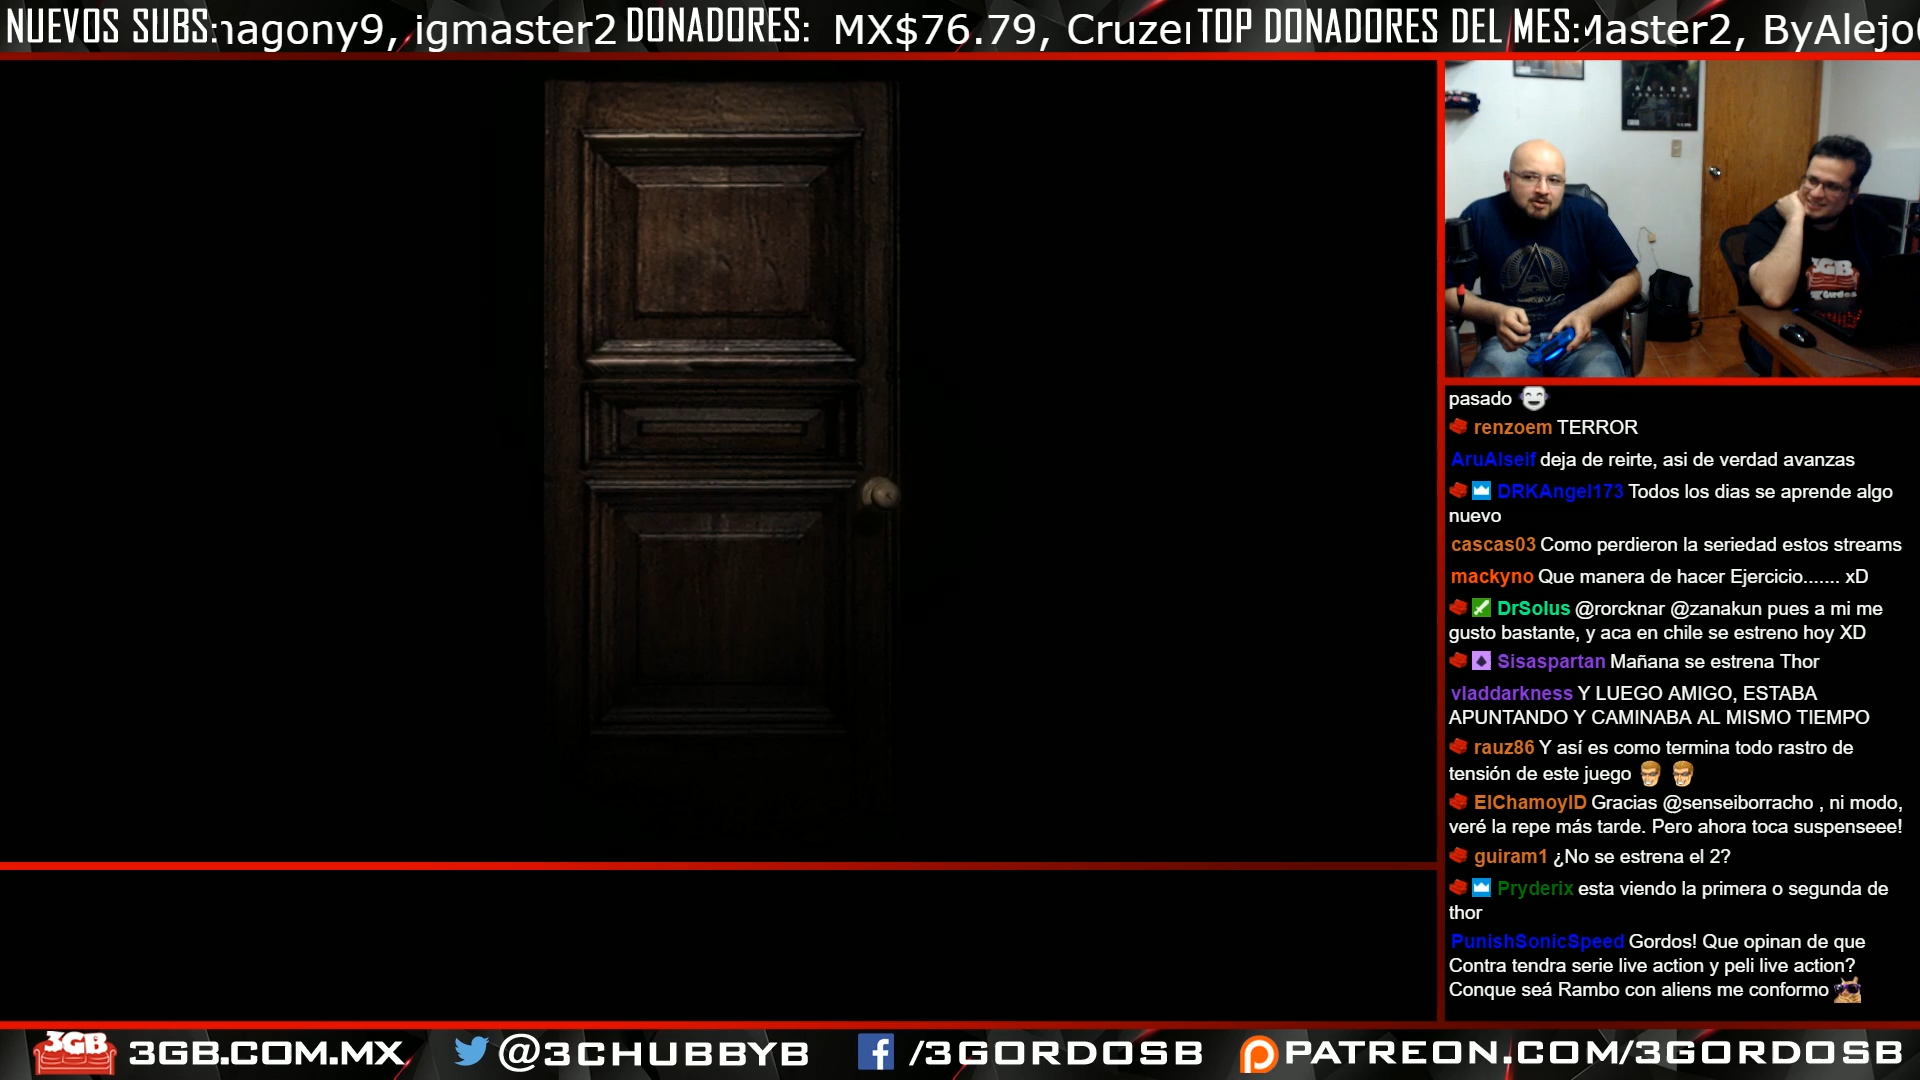 NUEVOS SUBS:
nagony9, igmaster2
DONADORES:
MX$76.79, Cruze
TOP DONADORES DEL MES:
Master2, ByAlejo
ALIEN
3GB
Gordos
pasado
renzoem TERROR
AruAlseif deja de reirte, asi de verdad avanzas
DRKAngel173 Todos los dias se aprende algo
nuevo
cascas03 Como perdieron la seriedad estos streams
mackyno Que manera de hacer Ejercicio....... xD
DrSolus @rorcknar @zanakun pues a mi me
gusto bastante, y aca en chile se estreno hoy XD
Sisaspartan Mañana se estrena Thor
vladdarkness Y LUEGO AMIGO, ESTABA
APUNTANDO Y CAMINABA AL MISMO TIEMPO
rauz86 Y así es como termina todo rastro de
tensión de este juego
ElChamoyID Gracias @senseiborracho , ni modo,
veré la repe más tarde. Pero ahora toca suspenseee!
guiram1 ¿No se estrena el 2?
Pryderix esta viendo la primera o segunda de
thor
PunishSonicSpeed Gordos! Que opinan de que
Contra tendra serie live action y peli live action?
Conque seá Rambo con aliens me conformo
3GB 3GB.COM.MX @3CHUBBYB /3GORDOSB PATREON.COM/3GORDOSB